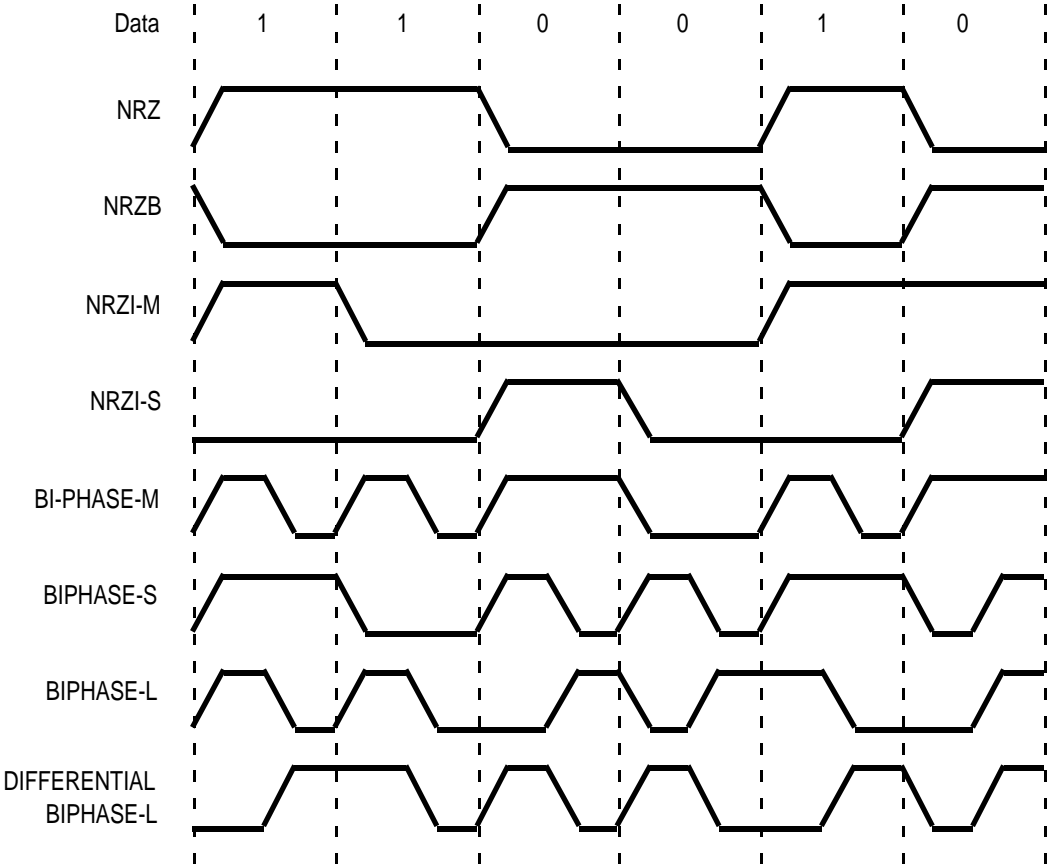 Data 1 1 0 0 1 0
NRZ
NRZB
NRZI-M
NRZI-S
BI-PHASE-M
BIPHASE-S
BIPHASE-L
DIFFERENTIAL
BIPHASE-L